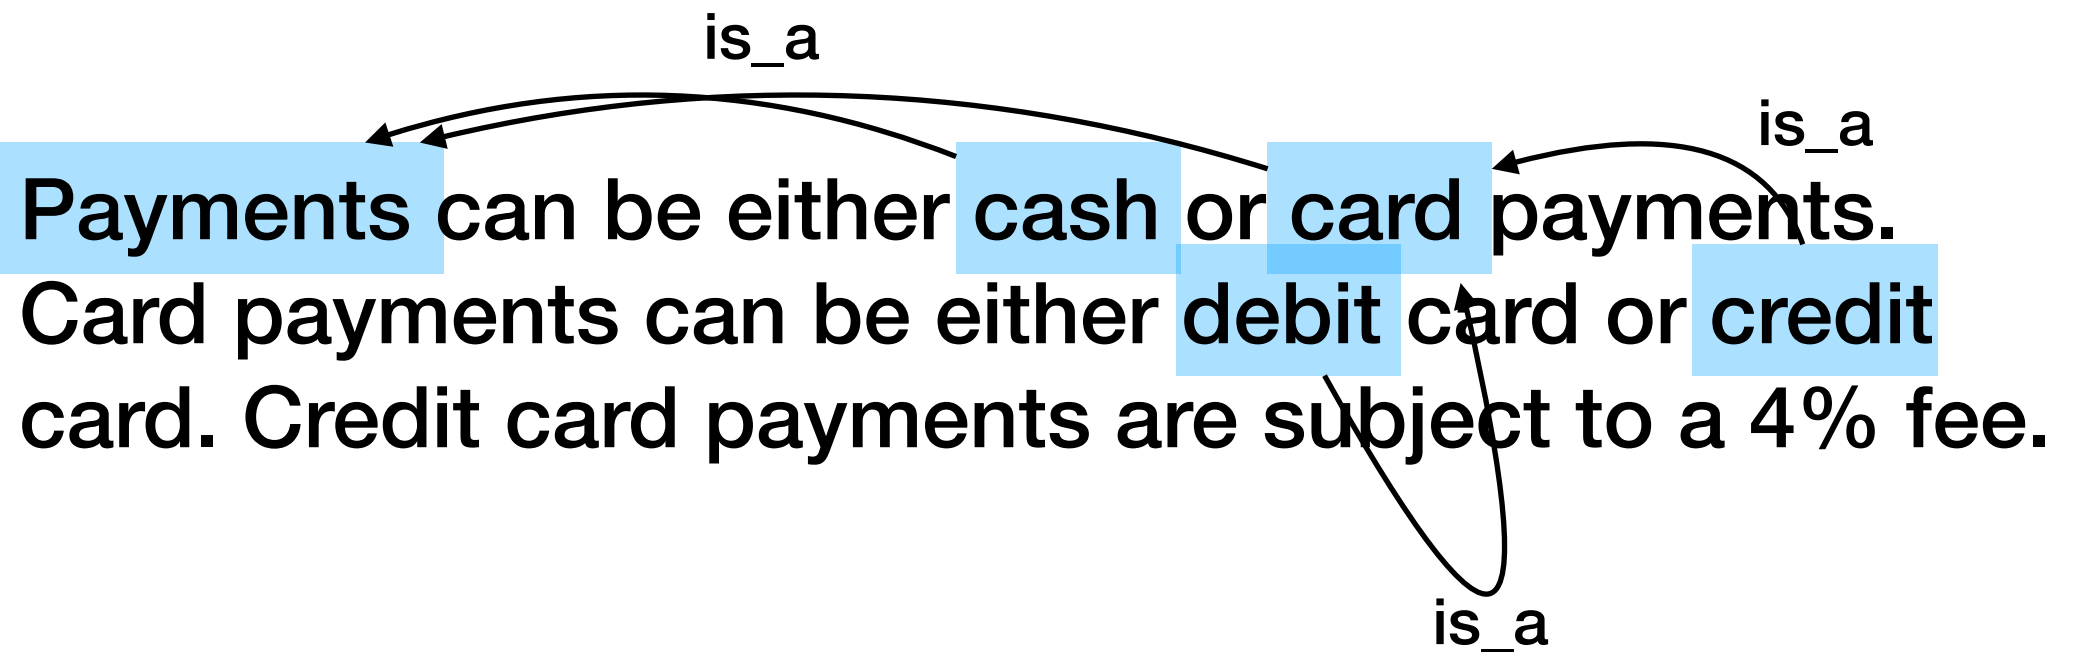 is_a
is_a
Payments can be either cash or card payments.
Card payments can be either debit card or credit
card. Credit card payments are subject to a 4% fee.
is_a